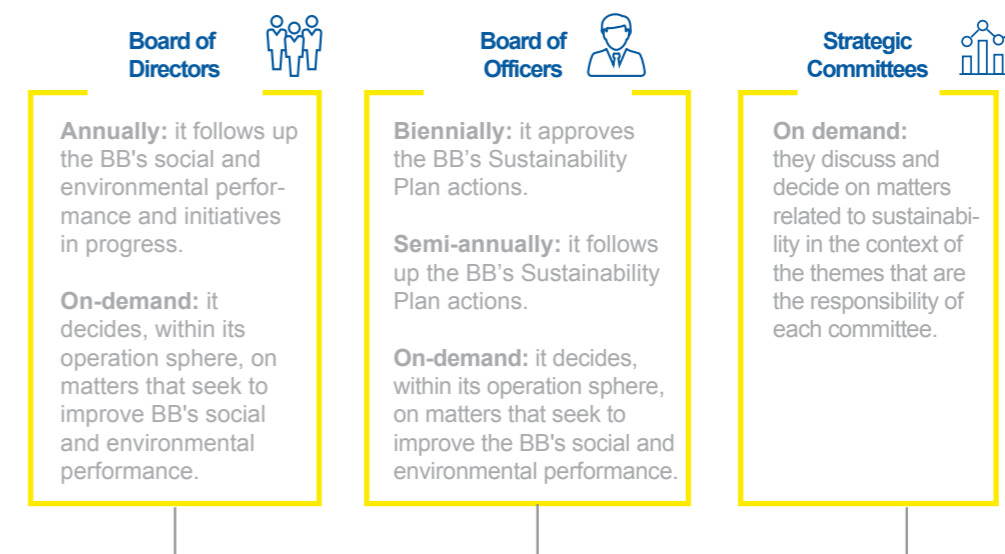 Board of
Directors
Annually: it follows up
the BB's social and
environmental perfor-
mance and initiatives
in progress.
On-demand: it
decides, within its
operation sphere, on
matters that seek to
improve BB's social
and environmental
performance.
Board of
Officers
Biennially: it approves
the BB’s Sustainability
Plan actions.
Semi-annually: it follows
up the BB’s Sustainability
Plan actions.
On-demand: it decides,
within its operation sphere,
on matters that seek to
improve the BB's social and
environmental performance.
Strategic
Committees
On demand:
they discuss and
decide on matters
related to sustainabi-
lity in the context of
the themes that are
the responsibility of
each committee.